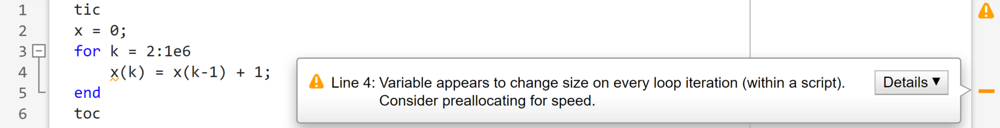 1 tic
2 x = 0;
3 for k = 2:1e6
4 x(k) = x(k-1) + 1;
5 end
6 toc
Line 4: Variable appears to change size on every loop iteration (within a script).
Consider preallocating for speed.
Details ▼